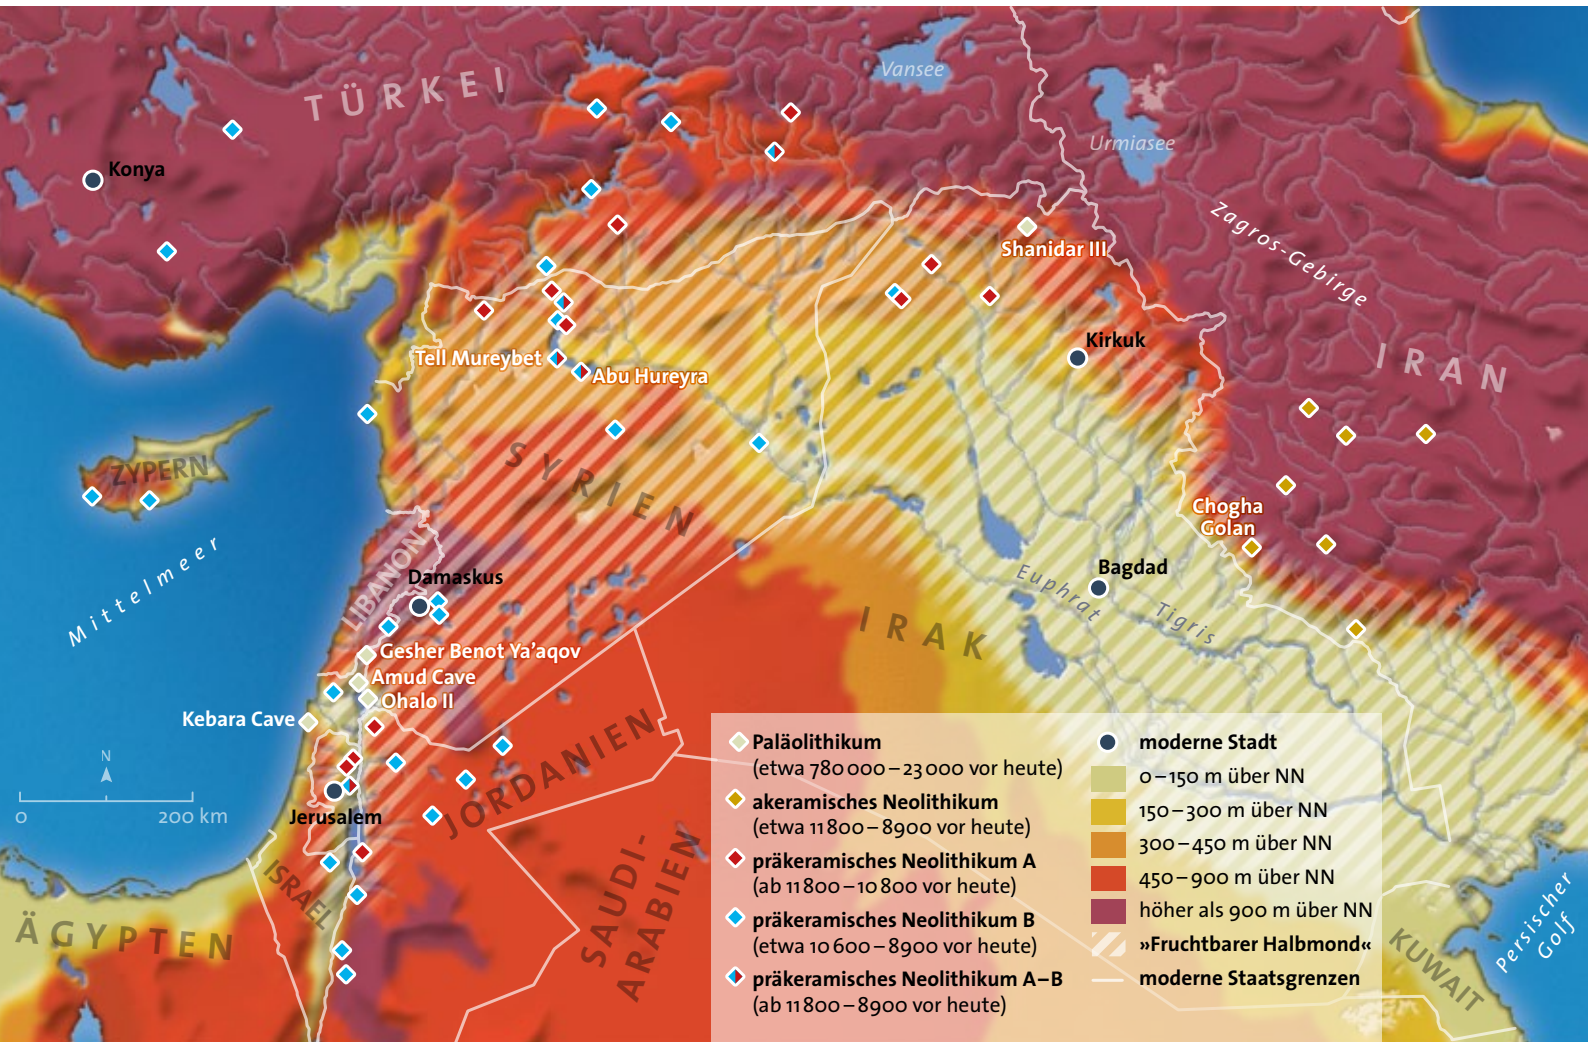 TÜRKEI
Vansee
Urmiasee
Konya
Zagros-Gebirge
Shanidar III
Kirkuk
IRAN
Tell Mureybet
Abu Hureyra
SYRIEN
ZYPERN
Chogha
Golan
Mittelmeer
LIBANON
Damaskus
Bagdad
Euphrat
Tigris
IRAK
Gesher Benot Ya’aqov
Amud Cave
Ohalo II
Kebara Cave
N
0 200 km
Jerusalem
JORDANIEN
ISRAEL
ÄGYPTEN
SAUDI-
ARABIEN
KUWAIT
Persischer
Golf
Paläolithikum
(etwa 780 000 – 23 000 vor heute)
akeramisches Neolithikum
(etwa 11 800 – 8900 vor heute)
präkeramisches Neolithikum A
(ab 11 800 – 10 800 vor heute)
präkeramisches Neolithikum B
(etwa 10 600 – 8900 vor heute)
präkeramisches Neolithikum A–B
(ab 11 800 – 8900 vor heute)
moderne Stadt
0 – 150 m über NN
150 – 300 m über NN
300 – 450 m über NN
450 – 900 m über NN
höher als 900 m über NN
»Fruchtbarer Halbmond«
moderne Staatsgrenzen